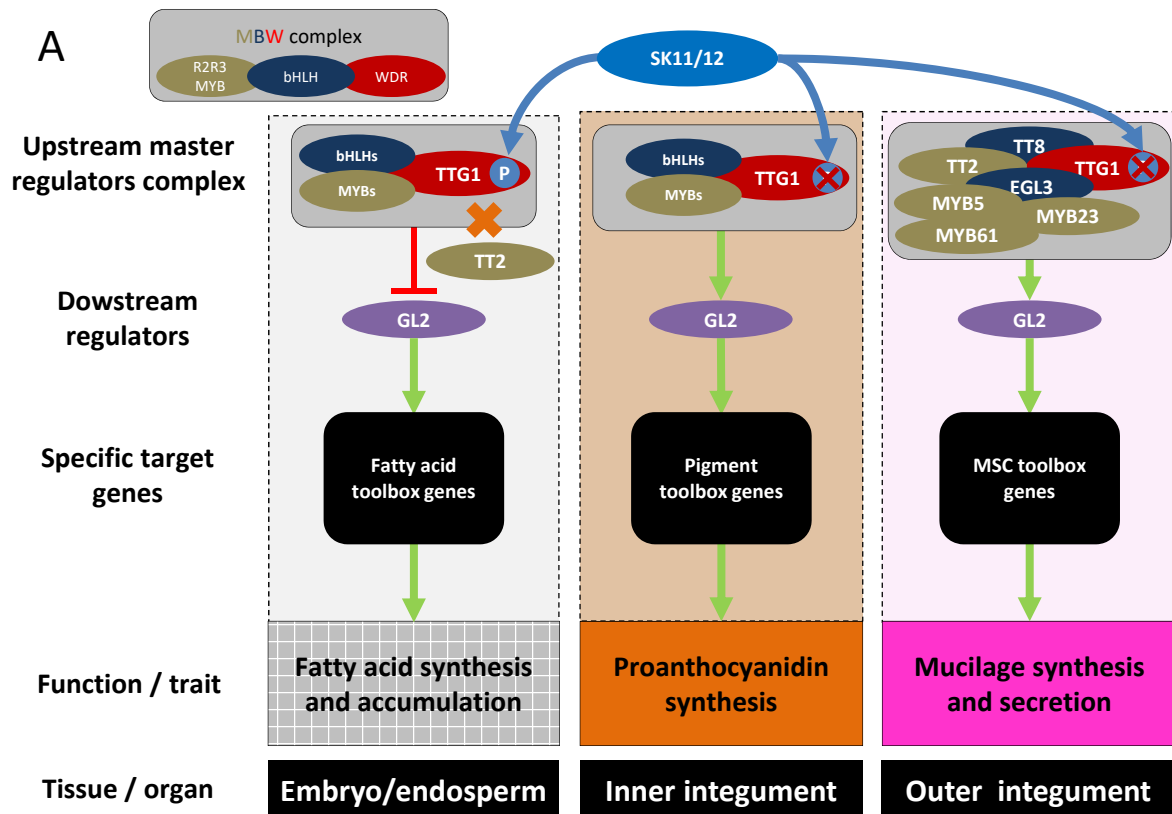 A
MBW complex
R2R3
MYB
bHLH
WDR
SK11/12
Upstream master
regulators complex
bHLHs
MYBs
TTG1
P
TT2
bHLHs
MYBs
TTG1
TT8
TT2
TTG1
EGL3
MYB5
MYB23
MYB61
Dowstream
regulators
GL2
GL2
GL2
Specific target
genes
Fatty acid
toolbox genes
Pigment
toolbox genes
MSC toolbox
genes
Function / trait
Fatty acid synthesis
and accumulation
Proanthocyanidin
synthesis
Mucilage synthesis
and secretion
Tissue / organ
Embryo/endosperm
Inner integument
Outer integument